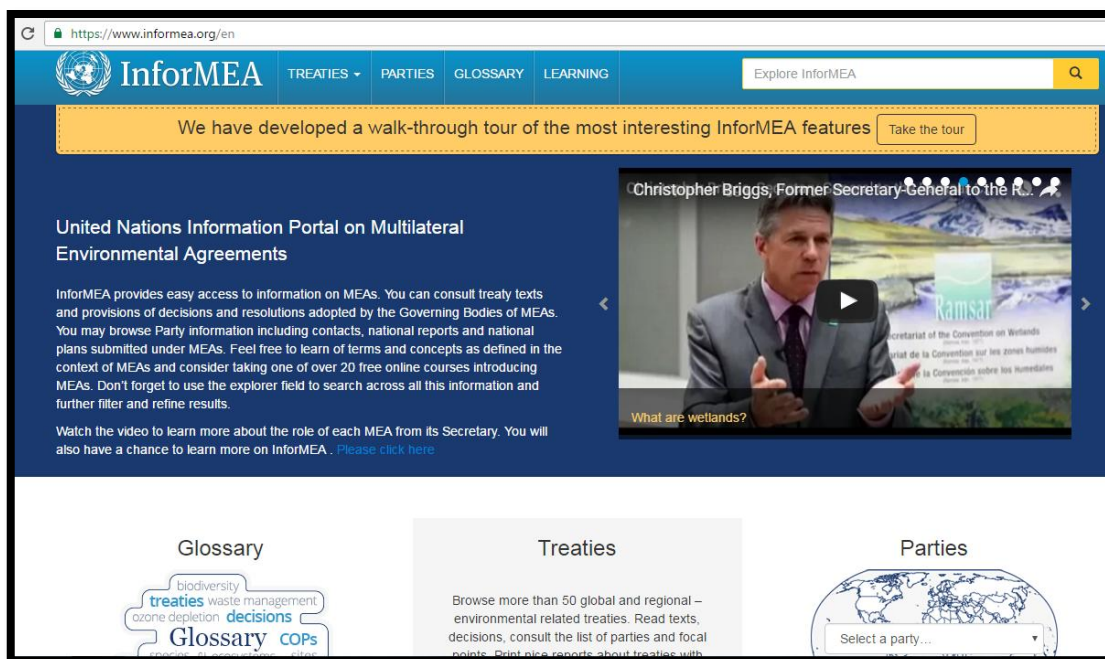 https://www.informea.org/en
InforMEA
TREATIES PARTIES GLOSSARY LEARNING
Explore InforMEA
We have developed a walk-through tour of the most interesting InforMEA features Take the tour
Christopher Briggs, Former Secretary-General to the R...
United Nations Information Portal on Multilateral
Environmental Agreements
InforMEA provides easy access to information on MEAs. You can consult treaty texts
and provisions of decisions and resolutions adopted by the Governing Bodies of MEAs.
You may browse Party information including contacts, national reports and national
plans submitted under MEAs. Feel free to learn of terms and concepts as defined in the
context of MEAs and consider taking one of over 20 free online courses introducing
MEAs. Don't forget to use the explorer field to search across all this information and
further filter and refine results.
Watch the video to learn more about the role of each MEA from its Secretary. You will
also have a chance to learn more on InforMEA . Please click here
Ramsar
Secretariat of the Convention on Wetlands
de la Convention sur les zones humides
de la Convención sobre los Humedales
What are wetlands?
Glossary
biodiversity
treaties waste management
ozone depletion decisions
Glossary COPs
species & ecosystems sites
Treaties
Browse more than 50 global and regional –
environmental related treaties. Read texts,
decisions, consult the list of parties and focal
points. Print nice reports about treaties with
Parties
Select a party...